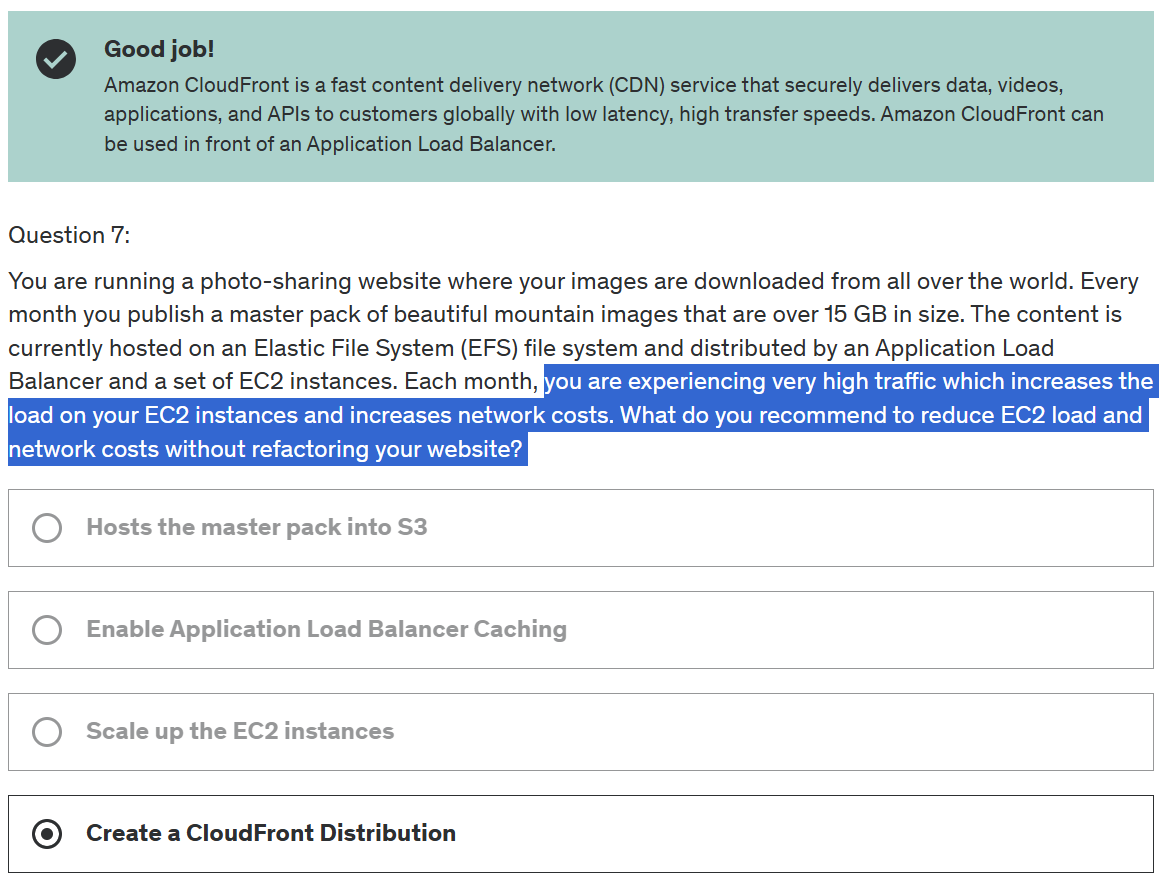 Good job!
Amazon CloudFront is a fast content delivery network (CDN) service that securely delivers data, videos,
applications, and APIs to customers globally with low latency, high transfer speeds. Amazon CloudFront can
be used in front of an Application Load Balancer.
Question 7:
You are running a photo-sharing website where your images are downloaded from all over the world. Every
month you publish a master pack of beautiful mountain images that are over 15 GB in size. The content is
currently hosted on an Elastic File System (EFS) file system and distributed by an Application Load
Balancer and a set of EC2 instances. Each month, you are experiencing very high traffic which increases the
load on your EC2 instances and increases network costs. What do you recommend to reduce EC2 load and
network costs without refactoring your website?
Hosts the master pack into S3
Enable Application Load Balancer Caching
Scale up the EC2 instances
Create a CloudFront Distribution